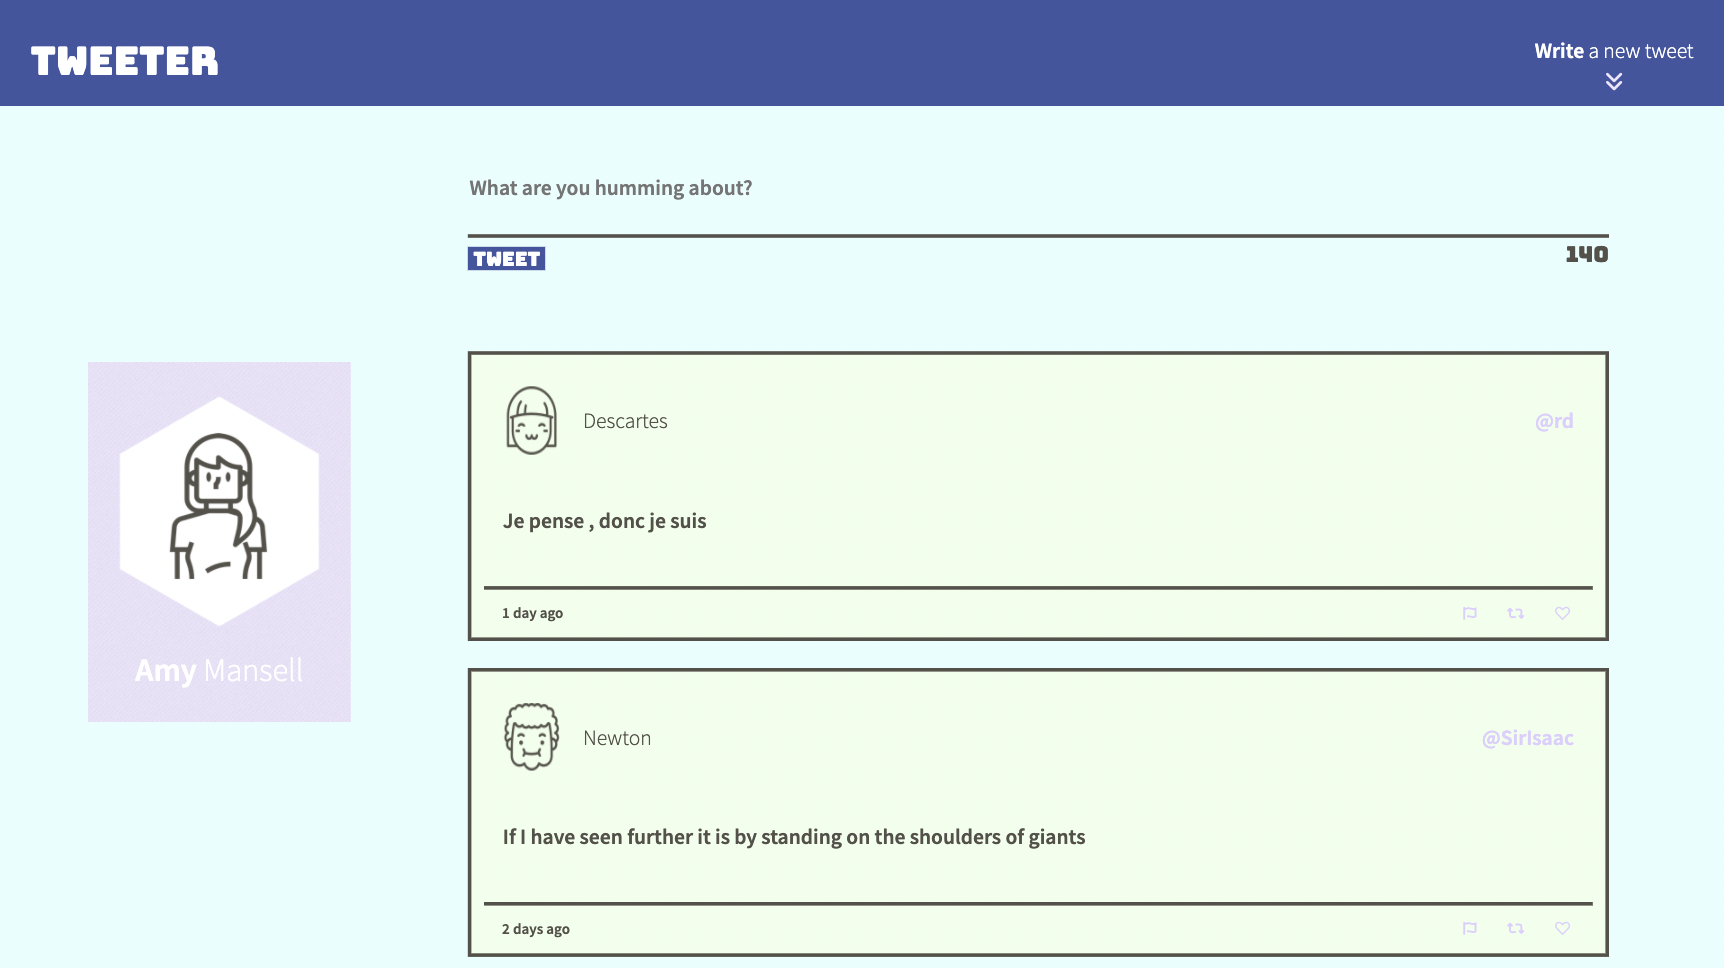 TWEETER
Write a new tweet
What are you humming about?
TWEET
140
Amy Mansell
Descartes
@rd
Je pense , donc je suis
1 day ago
Newton
@SirIsaac
If I have seen further it is by standing on the shoulders of giants
2 days ago